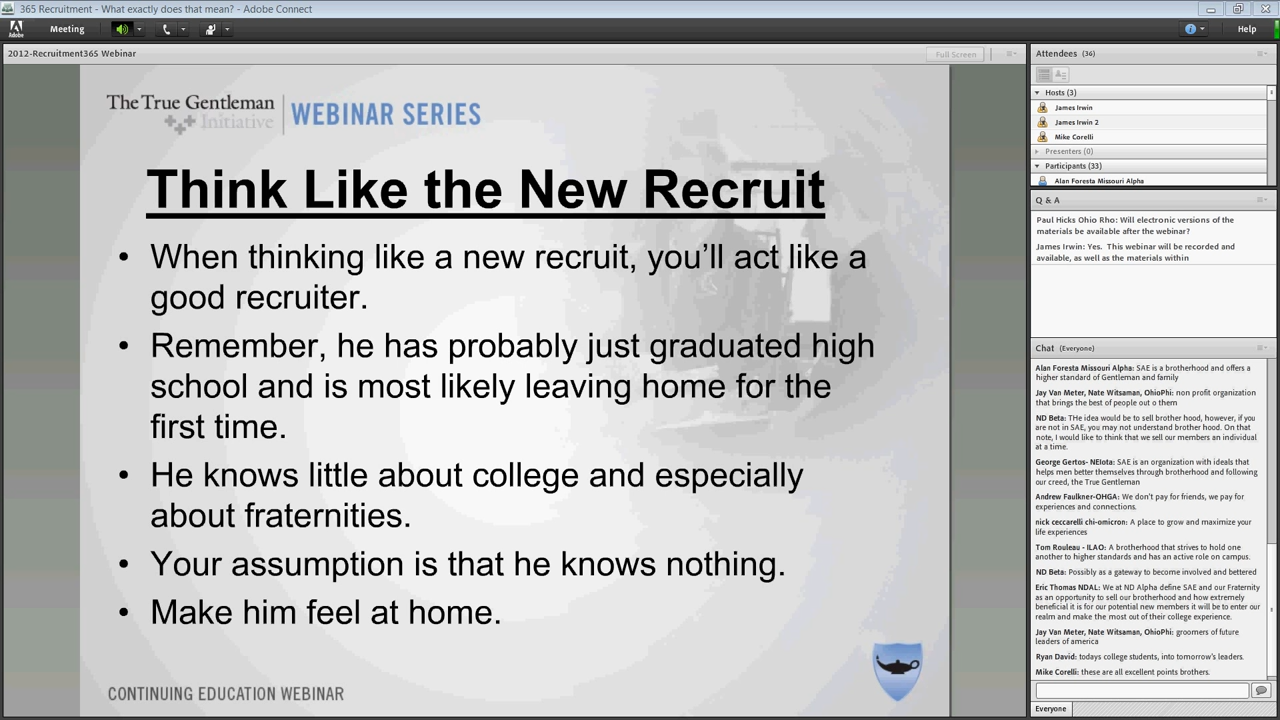 365 Recruitment - What exactly does that mean? - Adobe Connect
Adobe
Meeting
Help
2012-Recruitment365 Webinar
Full Screen
The True Gentleman
Initiative
WEBINAR SERIES
Think Like the New Recruit
• When thinking like a new recruit, you’ll act like a
good recruiter.
• Remember, he has probably just graduated high
school and is most likely leaving home for the
first time.
• He knows little about college and especially
about fraternities.
• Your assumption is that he knows nothing.
• Make him feel at home.
CONTINUING EDUCATION WEBINAR
Attendees (36)
Hosts (3)
James Irwin
James Irwin 2
Mike Corelli
Presenters (0)
Participants (33)
Alan Foresta Missouri Alpha
Q & A
Paul Hicks Ohio Rho: Will electronic versions of the
materials be available after the webinar?
James Irwin: Yes. This webinar will be recorded and
available, as well as the materials within
Chat (Everyone)
Alan Foresta Missouri Alpha: SAE is a brotherhood and offers a
higher standard of Gentleman and family
Jay Van Meter, Nate Witsaman, OhioPhi: non profit organization
that brings the best of people out o them
ND Beta: THe idea would be to sell brother hood, however, if you
are not in SAE, you may not understand brother hood. On that
note, I would like to think that we sell our members an individual
at a time.
George Gertos- NEIota: SAE is an organization with ideals that
helps men better themselves through brotherhood and following
our creed, the True Gentleman
Andrew Faulkner-OHGA: We don't pay for friends, we pay for
experiences and connections.
nick ceccarelli chi-omicron: A place to grow and maximize your
life experiences
Tom Rouleau - ILAO: A brotherhood that strives to hold one
another to higher standards and has an active role on campus.
ND Beta: Possibly as a gateway to become involved and bettered
Eric Thomas NDAL: We at ND Alpha define SAE and our Fraternity
as an opportunity to sell our brotherhood and how extremely
beneficial it is for our potential new members it will be to enter our
realm and make the most out of their college experience.
Jay Van Meter, Nate Witsaman, OhioPhi: groomers of future
leaders of america
Ryan David: todays college students, into tomorrow's leaders.
Mike Corelli: these are all excellent points brothers.
Everyone